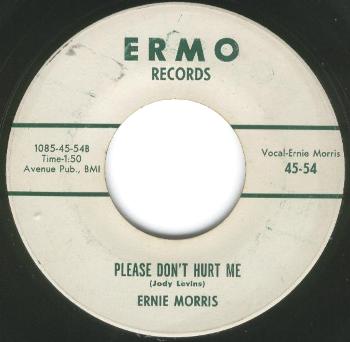 ERMO
RECORDS
1085-45-54B
Time-1:50
Avenue Pub., BMI
Vocal-Ernie Morris
45-54
PLEASE DON'T HURT ME
(Jody Levins)
ERNIE MORRIS